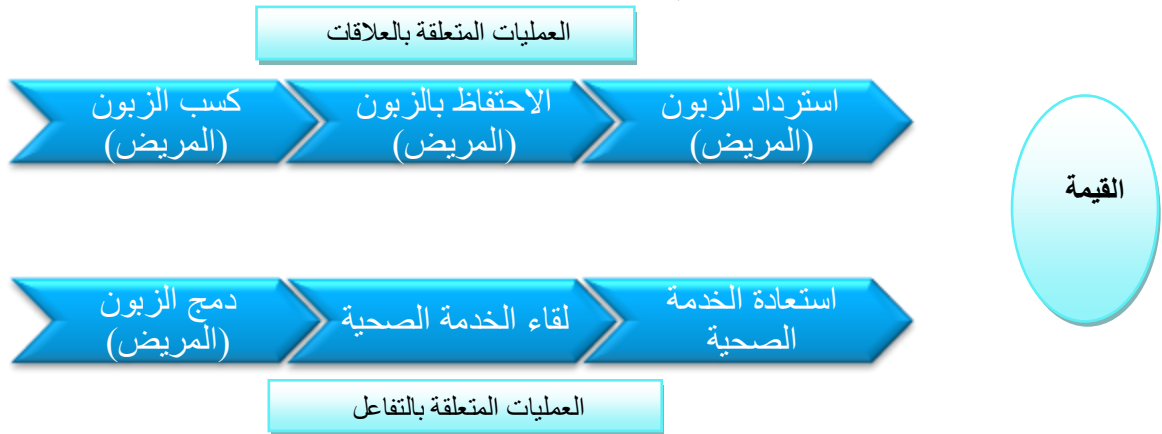 العمليات المتعلقة بالعلاقات
كسب الزبون
(المريض)
الاحتفاظ بالزبون
(المريض)
استرداد الزبون
(المريض)
القيمة
دمج الزبون
(المريض)
لقاء الخدمة الصحية
استعادة الخدمة
الصحية
العمليات المتعلقة بالتفاعل